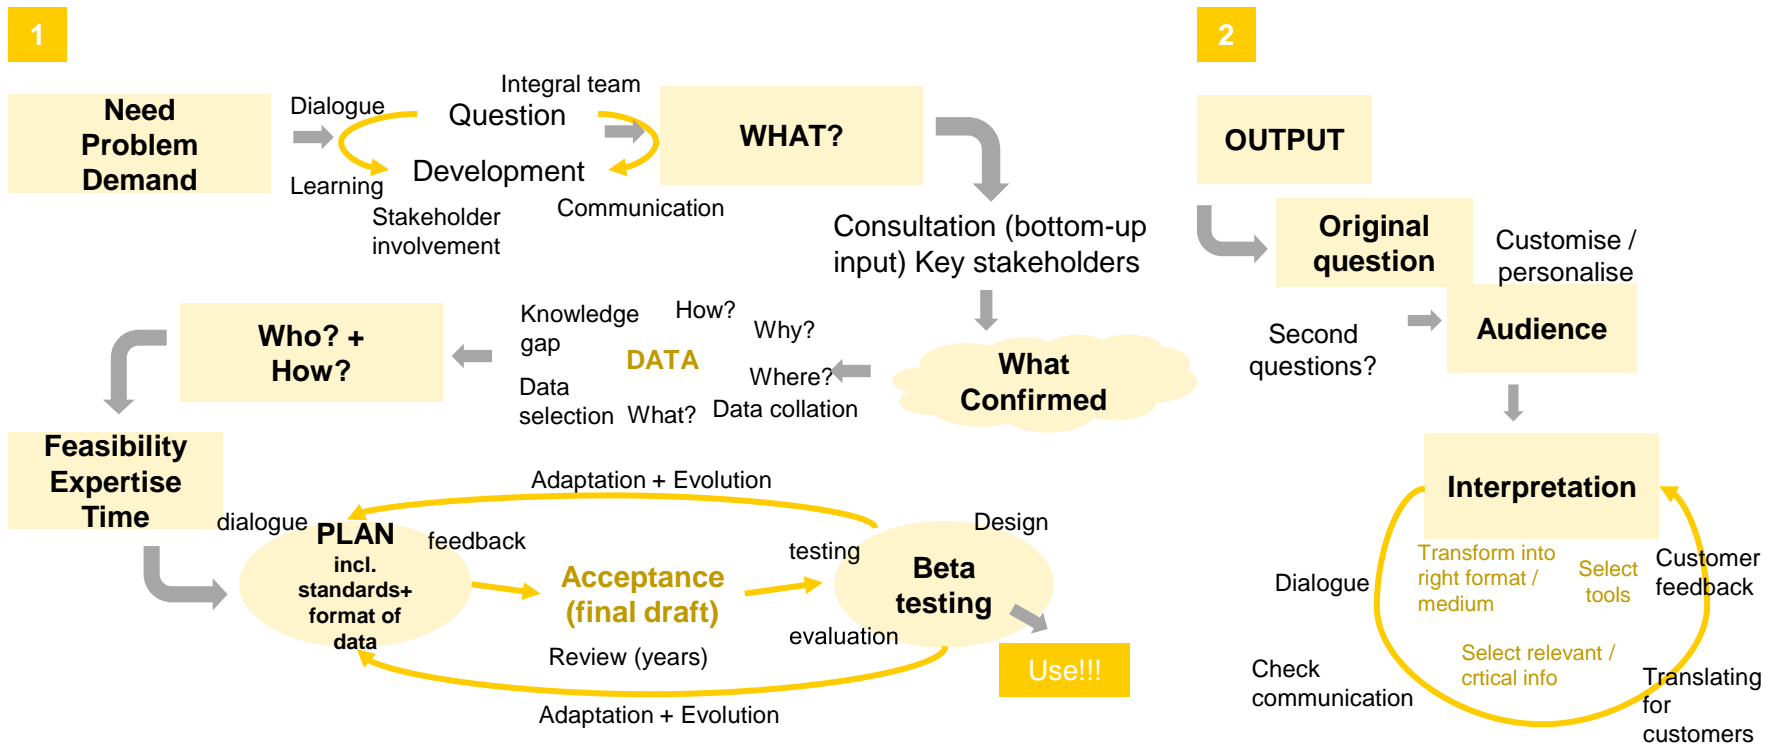 1
Need
Problem
Demand
Dialogue
Learning
Integral team
Question
Development
Stakeholder
involvement
Communication
WHAT?
Consultation (bottom-up
input) Key stakeholders
What
Confirmed
How?
Why?
Where?
Data collation
What?
Data
selection
Knowledge
gap
DATA
Who? +
How?
Feasibility
Expertise
Time
dialogue
PLAN
incl.
standards+
format of
data
feedback
Adaptation + Evolution
Acceptance
(final draft)
Review (years)
testing
Design
Beta
testing
evaluation
Adaptation + Evolution
Use!!!
2
OUTPUT
Original
question
Customise /
personalise
Second
questions?
Audience
Interpretation
Dialogue
Transform into
right format /
medium
Select
tools
Customer
feedback
Check
communication
Select relevant /
crtical info
Translating
for
customers